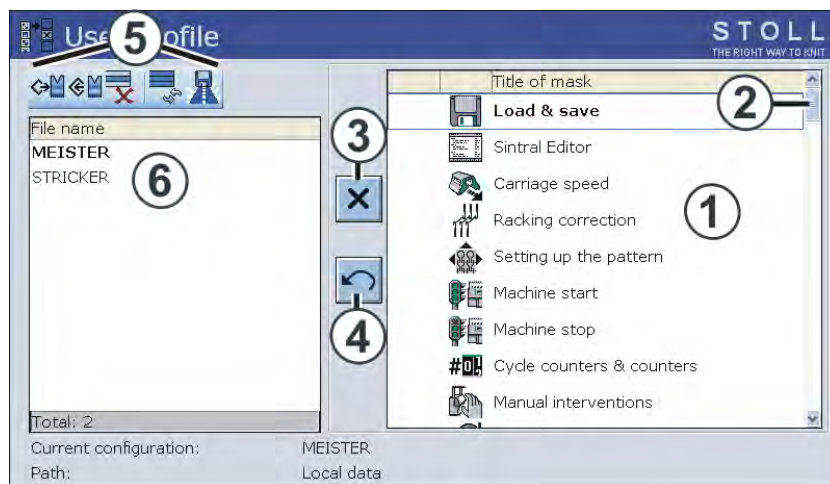 User Profile
STOLL
THE RIGHT WAY TO KNIT
5
File name
MEISTER
STRICKER
6
Total: 2
3
4
Title of mask
2
Load & save
Sintral Editor
Carriage speed
1
Racking correction
Setting up the pattern
Machine start
Machine stop
Cycle counters & counters
Manual interventions
Current configuration: MEISTER
Path: Local data